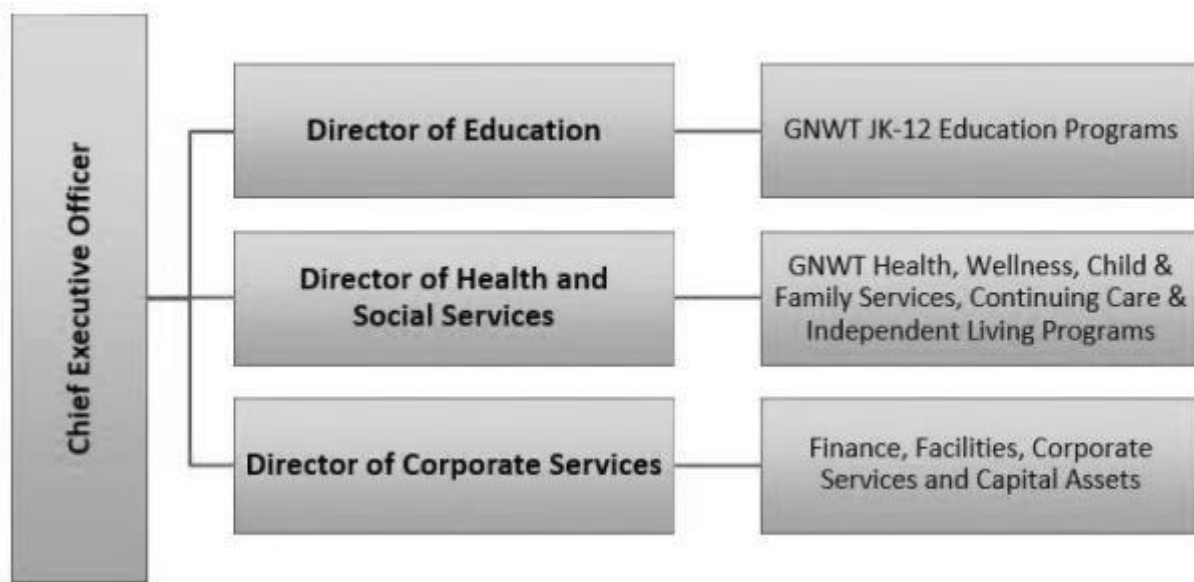 Chief Executive Officer
Director of Education
GNWT JK-12 Education Programs
Director of Health and
Social Services
GNWT Health, Wellness, Child &
Family Services, Continuing Care &
Independent Living Programs
Director of Corporate Services
Finance, Facilities, Corporate
Services and Capital Assets